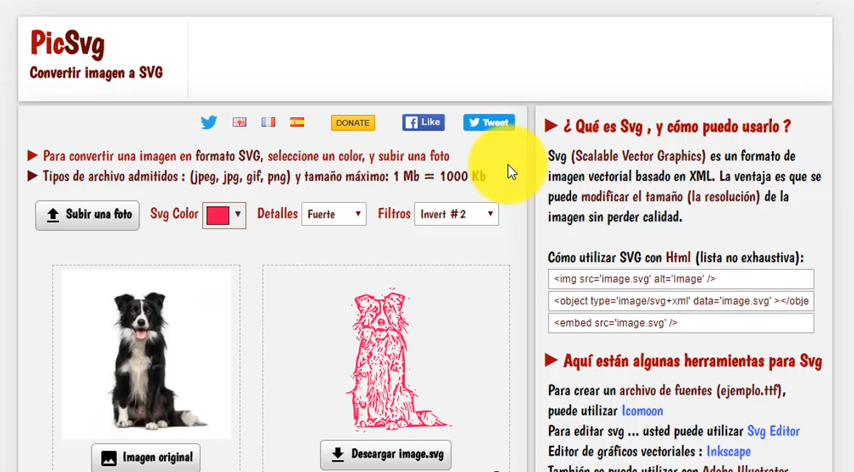 PicSvg
Convertir imagen a SVG
DONATE
Like
Tweet
Para convertir una imagen en formato SVG, seleccione un color, y subir una foto
Tipos de archivo admitidos : (jpeg, jpg, gif, png) y tamaño máximo: 1 Mb = 1000 Kb
Subir una foto
Svg Color
Detalles
Fuerte
Filtros
Invert #2
Imagen original
Descargar image.svg
¿ Qué es Svg , y cómo puedo usarlo ?
Svg (Scalable Vector Graphics) es un formato de
imagen vectorial basado en XML. La ventaja es que se
puede modificar el tamaño (la resolución) de la
imagen sin perder calidad.
Cómo utilizar SVG con Html (lista no exhaustiva):
<img src='image.svg' alt='Image' />
<object type='image/svg+xml' data='image.svg' ></obje
<embed src='image.svg' />
Aquí están algunas herramientas para Svg
Para crear un archivo de fuentes (ejemplo.ttf),
puede utilizar Icomoon
Para editar svg ... usted puede utilizar Svg Editor
Editor de gráficos vectoriales : Inkscape
También se puede utilizar Adobe Illustrator